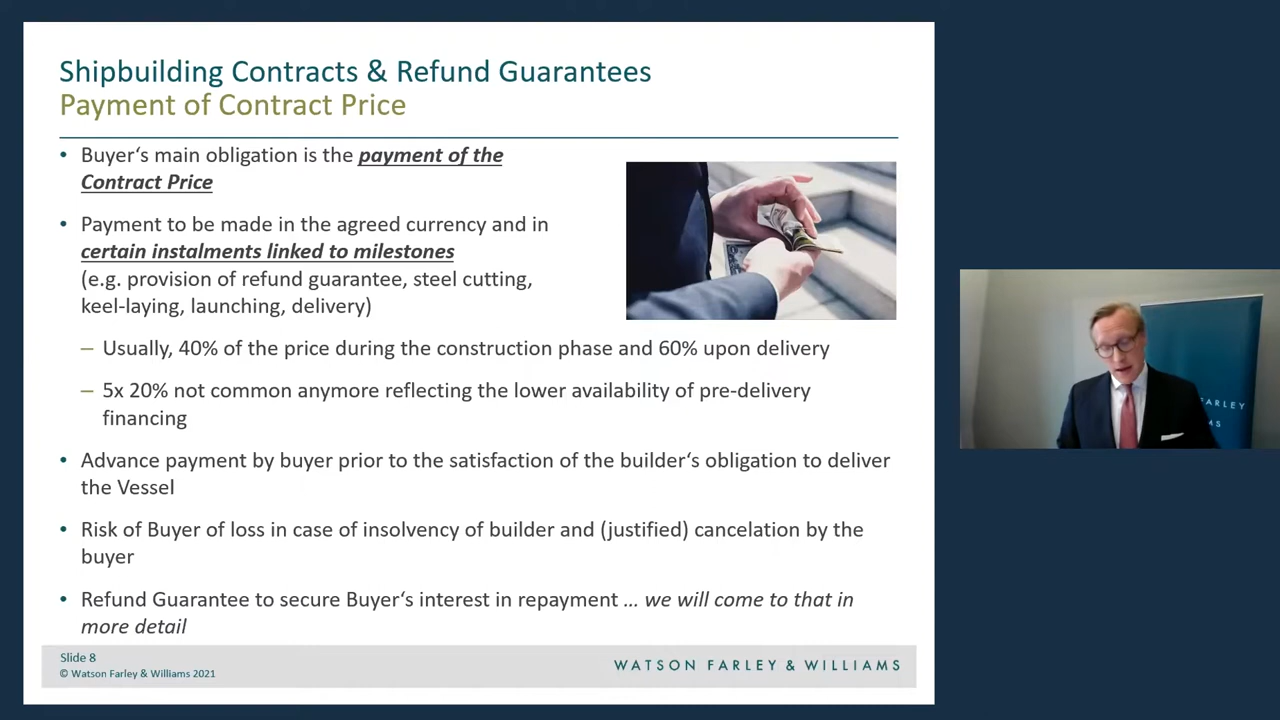 Shipbuilding Contracts & Refund Guarantees
Payment of Contract Price
• Buyer‘s main obligation is the payment of the
Contract Price
• Payment to be made in the agreed currency and in
certain instalments linked to milestones
(e.g. provision of refund guarantee, steel cutting,
keel-laying, launching, delivery)
– Usually, 40% of the price during the construction phase and 60% upon delivery
– 5x 20% not common anymore reflecting the lower availability of pre-delivery
financing
• Advance payment by buyer prior to the satisfaction of the builder‘s obligation to deliver
the Vessel
• Risk of Buyer of loss in case of insolvency of builder and (justified) cancelation by the
buyer
• Refund Guarantee to secure Buyer‘s interest in repayment … we will come to that in
more detail
Slide 8
© Watson Farley & Williams 2021
WATSON FARLEY & WILLIAMS
FARLEY
MS